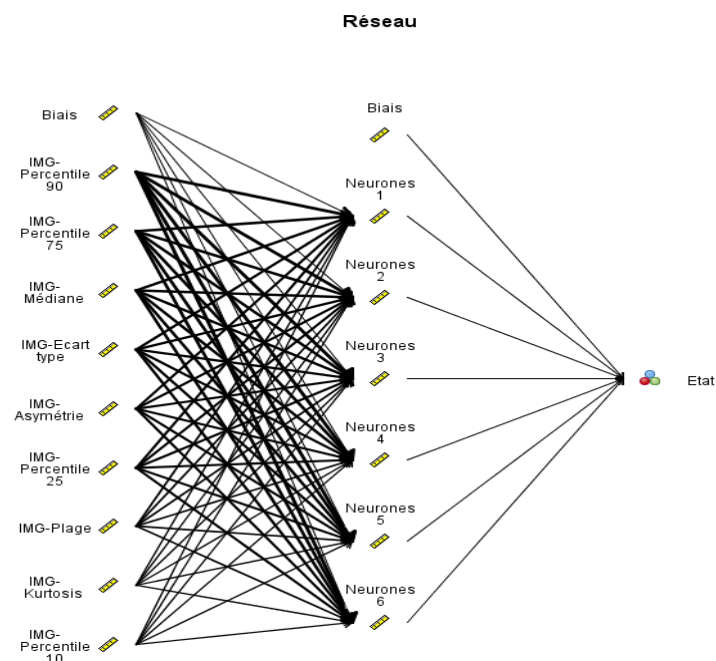 Réseau
Biais
IMG-
Percentile
90
IMG-
Percentile
75
IMG-
Médiane
IMG-Ecart
type
IMG-
Asymétrie
IMG-
Percentile
25
IMG-Plage
IMG-
Kurtosis
IMG-
Percentile
10
Biais
Neurones
1
Neurones
2
Neurones
3
Neurones
4
Neurones
5
Neurones
6
Etat